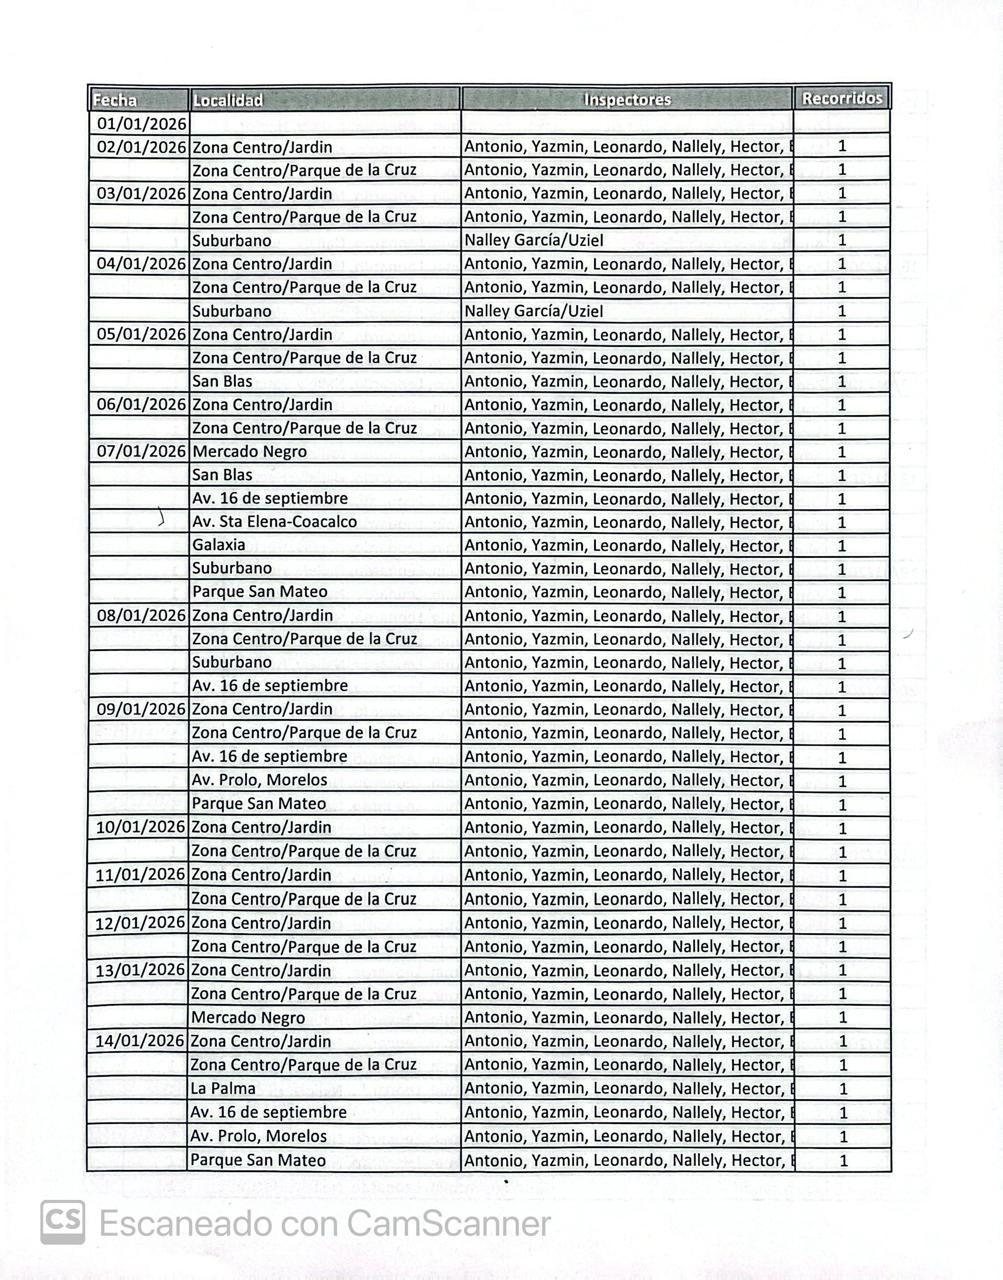 Fecha Localidad Inspectores Recorridos
01/01/2026
02/01/2026 Zona Centro/Jardin Antonio, Yazmin, Leonardo, Nallely, Hector, 1
Zona Centro/Parque de la Cruz Antonio, Yazmin, Leonardo, Nallely, Hector, 1
03/01/2026 Zona Centro/Jardin Antonio, Yazmin, Leonardo, Nallely, Hector, 1
Zona Centro/Parque de la Cruz Antonio, Yazmin, Leonardo, Nallely, Hector, 1
Suburbano Nalley García/Uziel 1
04/01/2026 Zona Centro/Jardin Antonio, Yazmin, Leonardo, Nallely, Hector, 1
Zona Centro/Parque de la Cruz Antonio, Yazmin, Leonardo, Nallely, Hector, 1
Suburbano Nalley García/Uziel 1
05/01/2026 Zona Centro/Jardin Antonio, Yazmin, Leonardo, Nallely, Hector, 1
Zona Centro/Parque de la Cruz Antonio, Yazmin, Leonardo, Nallely, Hector, 1
San Blas Antonio, Yazmin, Leonardo, Nallely, Hector, 1
06/01/2026 Zona Centro/Jardin Antonio, Yazmin, Leonardo, Nallely, Hector, 1
Zona Centro/Parque de la Cruz Antonio, Yazmin, Leonardo, Nallely, Hector, 1
07/01/2026 Mercado Negro Antonio, Yazmin, Leonardo, Nallely, Hector, 1
San Blas Antonio, Yazmin, Leonardo, Nallely, Hector, 1
Av. 16 de septiembre Antonio, Yazmin, Leonardo, Nallely, Hector, 1
Av. Sta Elena-Coacalco Antonio, Yazmin, Leonardo, Nallely, Hector, 1
Galaxia Antonio, Yazmin, Leonardo, Nallely, Hector, 1
Suburbano Antonio, Yazmin, Leonardo, Nallely, Hector, 1
Parque San Mateo Antonio, Yazmin, Leonardo, Nallely, Hector, 1
08/01/2026 Zona Centro/Jardin Antonio, Yazmin, Leonardo, Nallely, Hector, 1
Zona Centro/Parque de la Cruz Antonio, Yazmin, Leonardo, Nallely, Hector, 1
Suburbano Antonio, Yazmin, Leonardo, Nallely, Hector, 1
Av. 16 de septiembre Antonio, Yazmin, Leonardo, Nallely, Hector, 1
09/01/2026 Zona Centro/Jardin Antonio, Yazmin, Leonardo, Nallely, Hector, 1
Zona Centro/Parque de la Cruz Antonio, Yazmin, Leonardo, Nallely, Hector, 1
Av. 16 de septiembre Antonio, Yazmin, Leonardo, Nallely, Hector, 1
Av. Prolo, Morelos Antonio, Yazmin, Leonardo, Nallely, Hector, 1
Parque San Mateo Antonio, Yazmin, Leonardo, Nallely, Hector, 1
10/01/2026 Zona Centro/Jardin Antonio, Yazmin, Leonardo, Nallely, Hector, 1
Zona Centro/Parque de la Cruz Antonio, Yazmin, Leonardo, Nallely, Hector, 1
11/01/2026 Zona Centro/Jardin Antonio, Yazmin, Leonardo, Nallely, Hector, 1
Zona Centro/Parque de la Cruz Antonio, Yazmin, Leonardo, Nallely, Hector, 1
12/01/2026 Zona Centro/Jardin Antonio, Yazmin, Leonardo, Nallely, Hector, 1
Zona Centro/Parque de la Cruz Antonio, Yazmin, Leonardo, Nallely, Hector, 1
13/01/2026 Zona Centro/Jardin Antonio, Yazmin, Leonardo, Nallely, Hector, 1
Zona Centro/Parque de la Cruz Antonio, Yazmin, Leonardo, Nallely, Hector, 1
Mercado Negro Antonio, Yazmin, Leonardo, Nallely, Hector, 1
14/01/2026 Zona Centro/Jardin Antonio, Yazmin, Leonardo, Nallely, Hector, 1
Zona Centro/Parque de la Cruz Antonio, Yazmin, Leonardo, Nallely, Hector, 1
La Palma Antonio, Yazmin, Leonardo, Nallely, Hector, 1
Av. 16 de septiembre Antonio, Yazmin, Leonardo, Nallely, Hector, 1
Av. Prolo, Morelos Antonio, Yazmin, Leonardo, Nallely, Hector, 1
Parque San Mateo Antonio, Yazmin, Leonardo, Nallely, Hector, 1
CS Escaneado con CamScanner